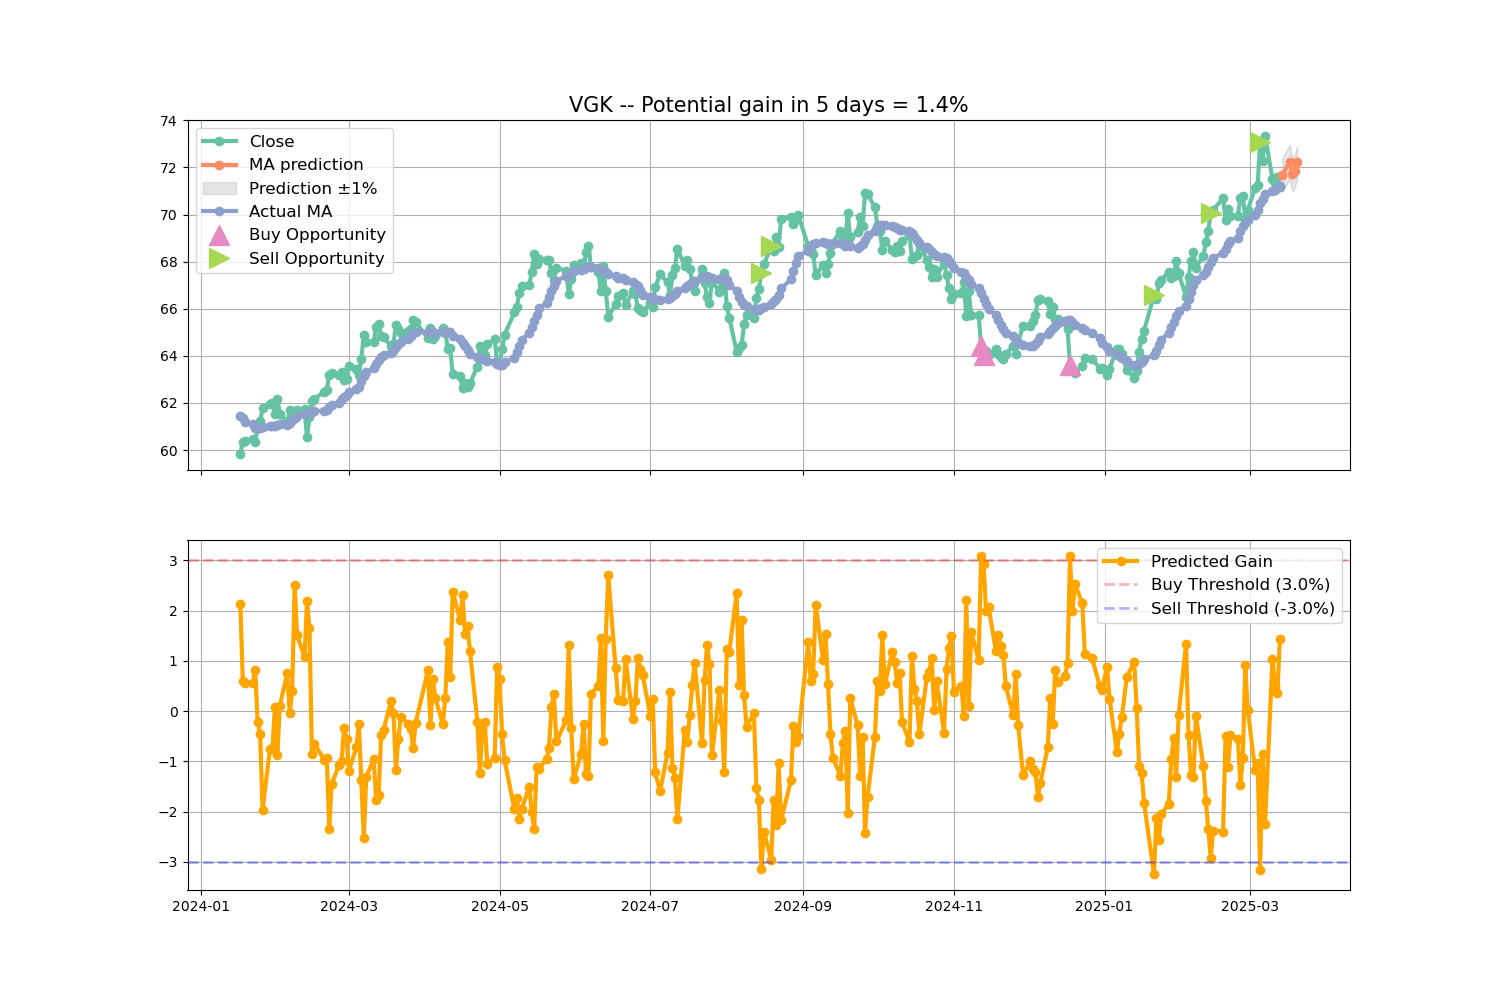 VGK -- Potential gain in 5 days = 1.4%
74
72
70
68
66
64
62
60
Close
MA prediction
Prediction ±1%
Actual MA
Buy Opportunity
Sell Opportunity
3
2
1
0
−1
−2
−3
Predicted Gain
Buy Threshold (3.0%)
Sell Threshold (-3.0%)
2024-01
2024-03
2024-05
2024-07
2024-09
2024-11
2025-01
2025-03